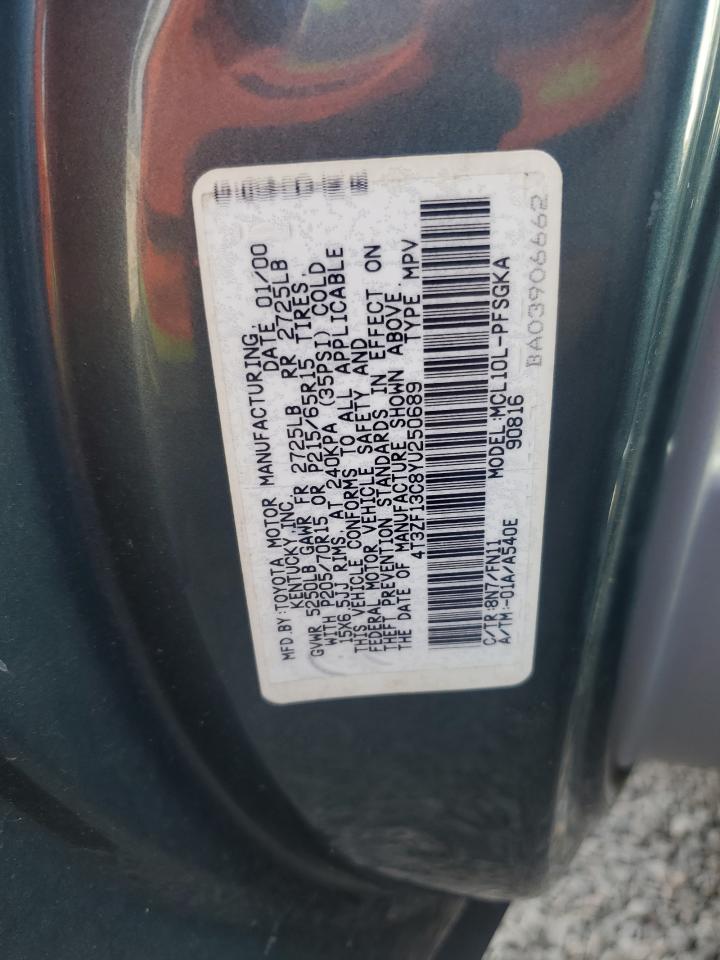 MFD.BY:TOYOTA MOTOR MANUFACTURING,
KENTUCKY,INC. DATE 01/00
GVWR 5250LB GAWR FR 2725LB RR 2725LB
WITH P205/70R15 OR P215/65R15 TIRES,
15X6.5JJ RIMS, AT 240KPA (35PSI) COLD
THIS VEHICLE CONFORMS TO ALL APPLICABLE
FEDERAL MOTOR VEHICLE SAFETY AND
THEFT PREVENTION STANDARDS IN EFFECT ON
THE DATE OF MANUFACTURE SHOWN ABOVE.
4T3ZF13C8YU250689 TYPE MPV
C/TR:8N7/FN11 MODEL:MCL10L-PFSGKA
A/TM:-01A/A540E 90816
BA03906662